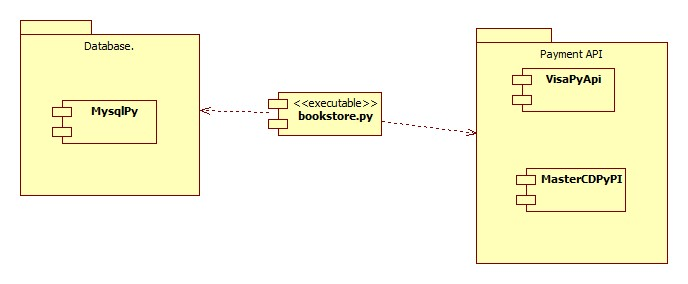 Database.
MysqlPy
<<executable>>
bookstore.py
Payment API
VisaPyApi
MasterCDPyPI